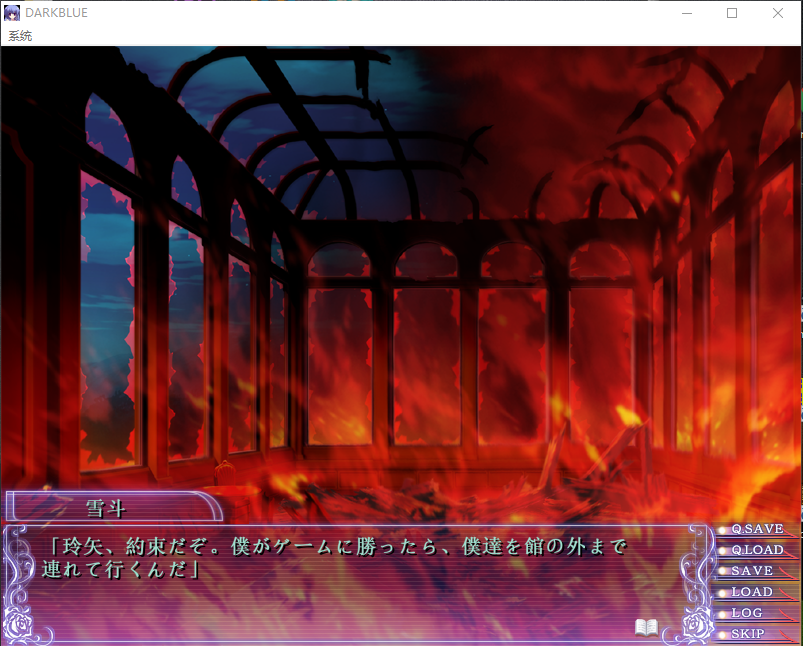 DARKBLUE
系统
雪斗
「玲矢、約束だぞ。僕がゲームに勝ったら、僕達を館の外まで
連れて行くんだ」
Q.SAVE
Q.LOAD
SAVE
LOAD
LOG
SKIP